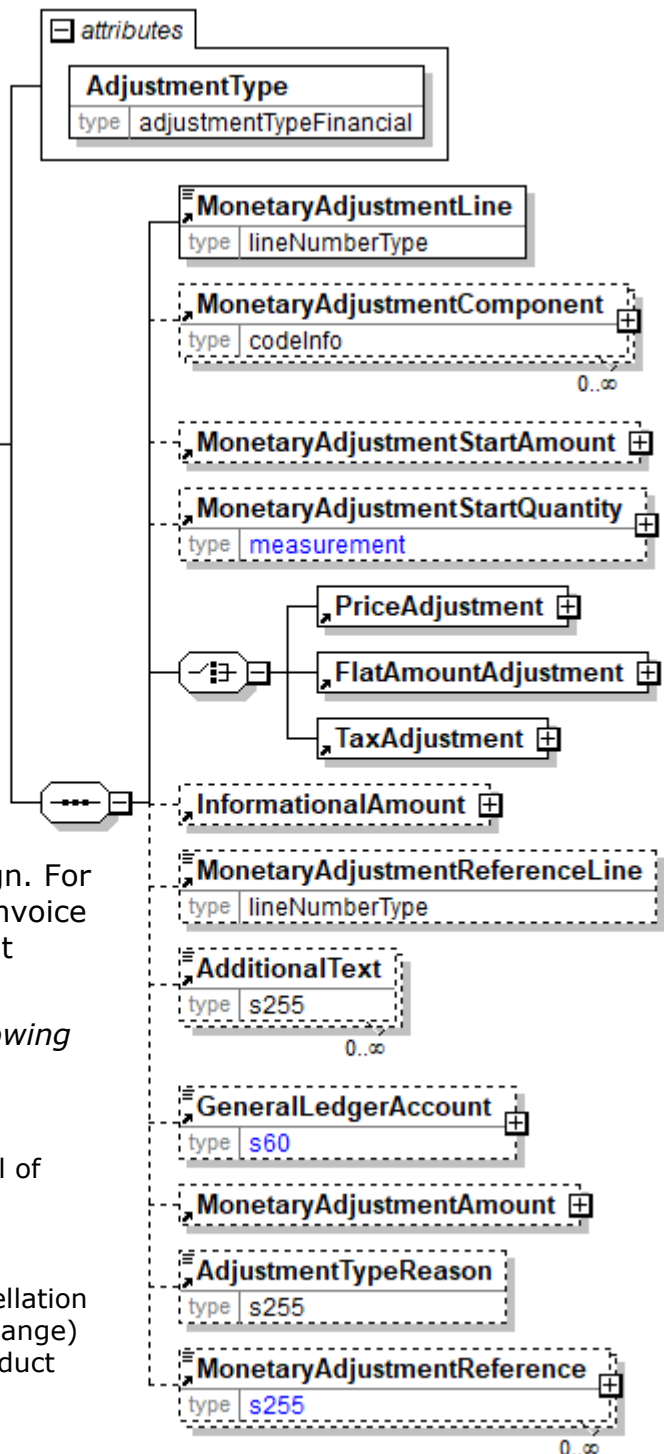 attributes
AdjustmentType
type adjustmentTypeFinancial
MonetaryAdjustmentLine
type lineNumberType
MonetaryAdjustmentComponent
type codeInfo
0..∞
MonetaryAdjustmentStartAmount
MonetaryAdjustmentStartQuantity
type measurement
PriceAdjustment
FlatAmountAdjustment
TaxAdjustment
InformationalAmount
MonetaryAdjustmentReferenceLine
type lineNumberType
AdditionalText
type s255
0..∞
GeneralLedgerAccount
type s60
MonetaryAdjustmentAmount
AdjustmentTypeReason
type s255
MonetaryAdjustmentReference
type s255
0..∞
gn. For
nvoice
t
owing
l of
ellation
ange)
duct